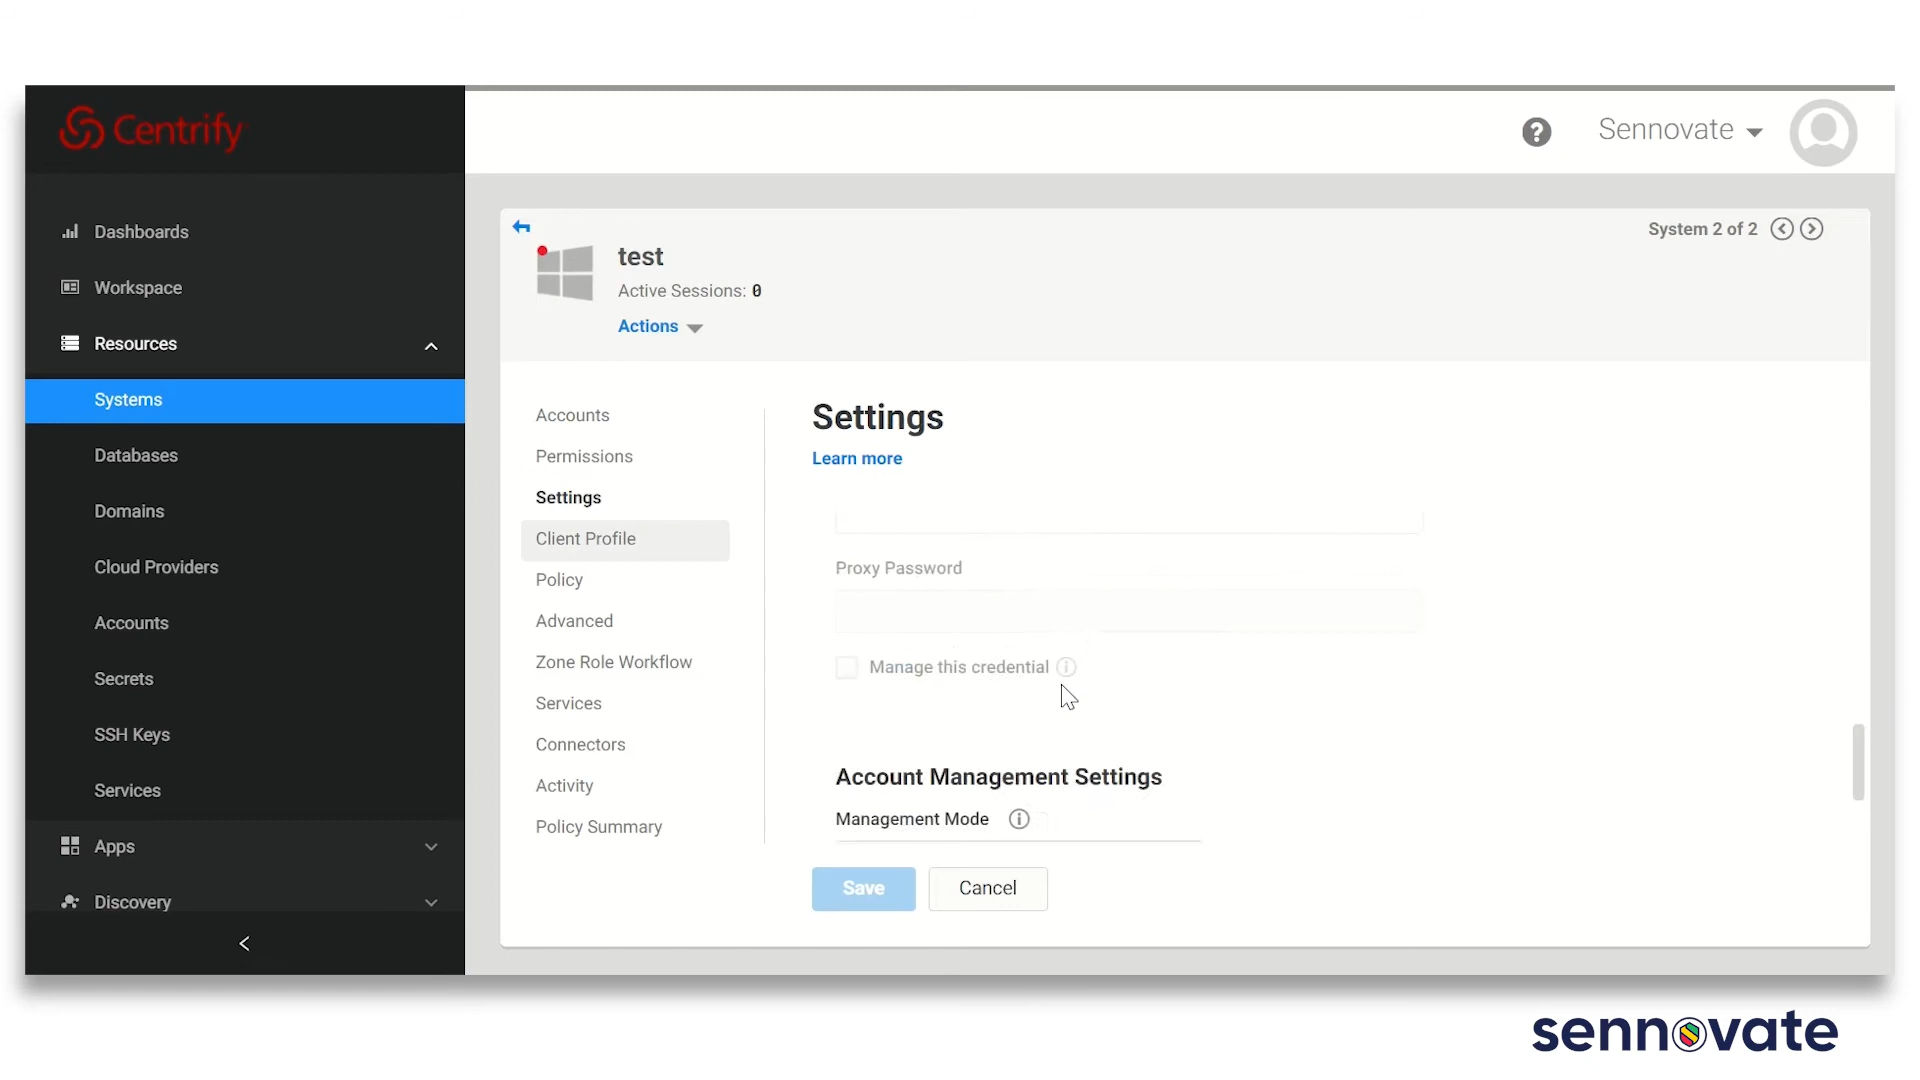 Centrify
Sennovate
Dashboards
Workspace
Resources
Systems
Databases
Domains
Cloud Providers
Accounts
Secrets
SSH Keys
Services
Apps
Discovery
System 2 of 2
test
Active Sessions: 0
Actions
Accounts
Permissions
Settings
Client Profile
Policy
Advanced
Zone Role Workflow
Services
Connectors
Activity
Policy Summary
Settings
Learn more
Proxy Password
Manage this credential
Account Management Settings
Management Mode
Save
Cancel
sennovate